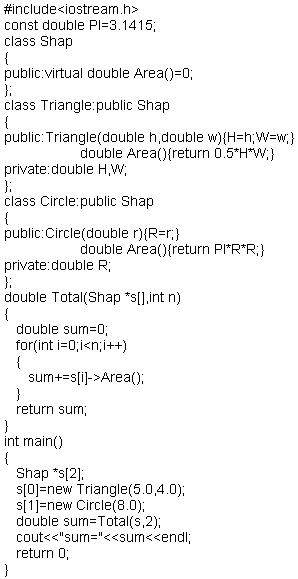 #include<iostream.h>
const double PI=3.1415;
class Shap
{
public:virtual double Area()=0;
};
class Triangle:public Shap
{
public:Triangle(double h,double w){H=h;W=w;}
double Area(){return 0.5*H*W;}
private:double H,W;
};
class Circle:public Shap
{
public:Circle(double r){R=r;}
double Area(){return PI*R*R;}
private:double R;
};
double Total(Shap *s[],int n)
{
double sum=0;
for(int i=0;i<n;i++)
{
sum+=s[i]->Area();
}
return sum;
}
int main()
{
Shap *s[2];
s[0]=new Triangle(5.0,4.0);
s[1]=new Circle(8.0);
double sum=Total(s,2);
cout<<"sum="<<sum<<endl;
return 0;
}